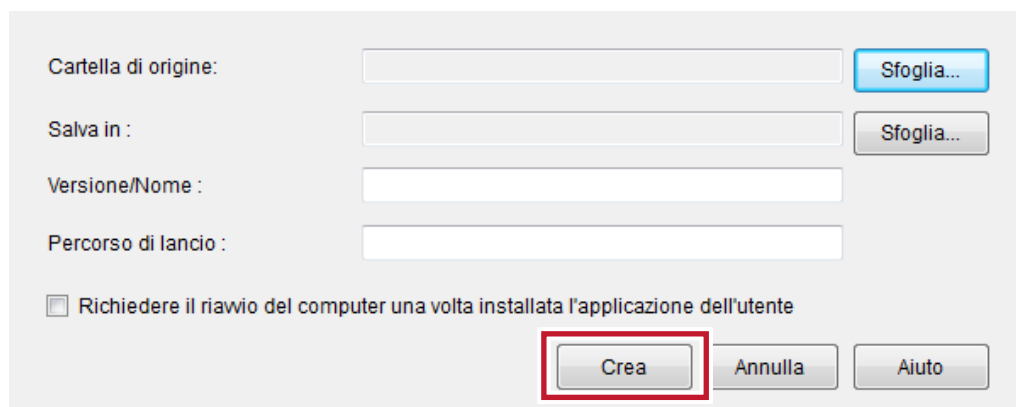 Cartella di origine: Sfoglia...
Salva in : Sfoglia...
Versione/Nome :
Percorso di lancio :
Richiedere il riavvio del computer una volta installata l'applicazione dell'utente
Crea Annulla Aiuto